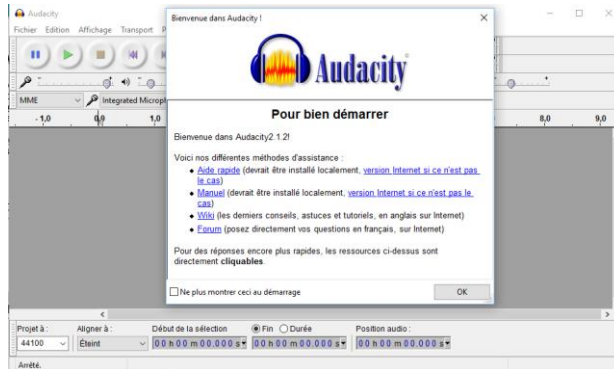 Audacity
Bienvenue dans Audacity !
Fichier Edition Affichage Transport
Audacity
Pour bien démarrer
Bienvenue dans Audacity2.1.2!
Voici nos différentes méthodes d'assistance :
Aide rapide (devrait être installé localement, version Internet si ce n'est pas
le cas)
Manuel (devrait être installé localement, version Internet si ce n'est pas le
cas)
Wiki (les derniers conseils, astuces et tutoriels, en anglais sur Internet)
Forum (posez directement vos questions en français, sur Internet)
Pour des réponses encore plus rapides, les ressources ci-dessus sont
directement cliquables.
Ne plus montrer ceci au démarrage
OK
MME
Integrated Microph
- 1,0 0,0 1,0 8,0 9,0
Projet à : Aligner à : Début de la sélection Fin Durée Position audio :
44100 Éteint 00 h 00 m 00.000 s 00 h 00 m 00.000 s 00 h 00 m 00.000 s
Arrêté.